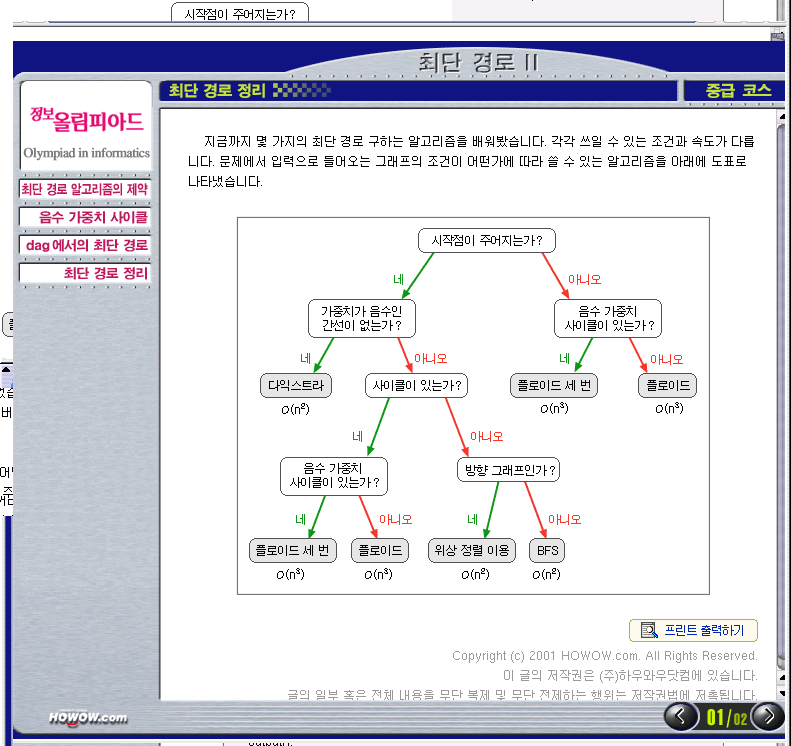 시작점이 주어지는가?
최단 경로 II
최단 경로 정리
중급 코스
정보올림피아드
Olympiad in informatics
최단 경로 알고리즘의 제약
음수 가중치 사이클
dag에서의 최단 경로
최단 경로 정리
지금까지 몇 가지의 최단 경로 구하는 알고리즘을 배워봤습니다. 각각 쓰일 수 있는 조건과 속도가 다릅
니다. 문제에서 입력으로 들어오는 그래프의 조건이 어떤가에 따라 쓸 수 있는 알고리즘을 아래에 도표로
나타냈습니다.
시작점이 주어지는가?
네
아니오
가중치가 음수인
간선이 없는가?
음수 가중치
사이클이 있는가?
네
아니오
네
아니오
다익스트라
사이클이 있는가?
플로이드 세 번
플로이드
O(n²)
O(n³)
O(n³)
네
아니오
음수 가중치
사이클이 있는가?
방향 그래프인가?
네
아니오
네
아니오
플로이드 세 번
플로이드
위상 정렬 이용
BFS
O(n³)
O(n³)
O(n²)
O(n²)
프린트 출력하기
Copyright (c) 2001 HOWOW.com. All Rights Reserved.
이 글의 저작권은 (주)하우와우닷컴에 있습니다.
글의 일부 혹은 전체 내용을 무단 복제 및 무단 전제하는 행위는 저작권법에 저촉됩니다.
HOWOW.com
01/02